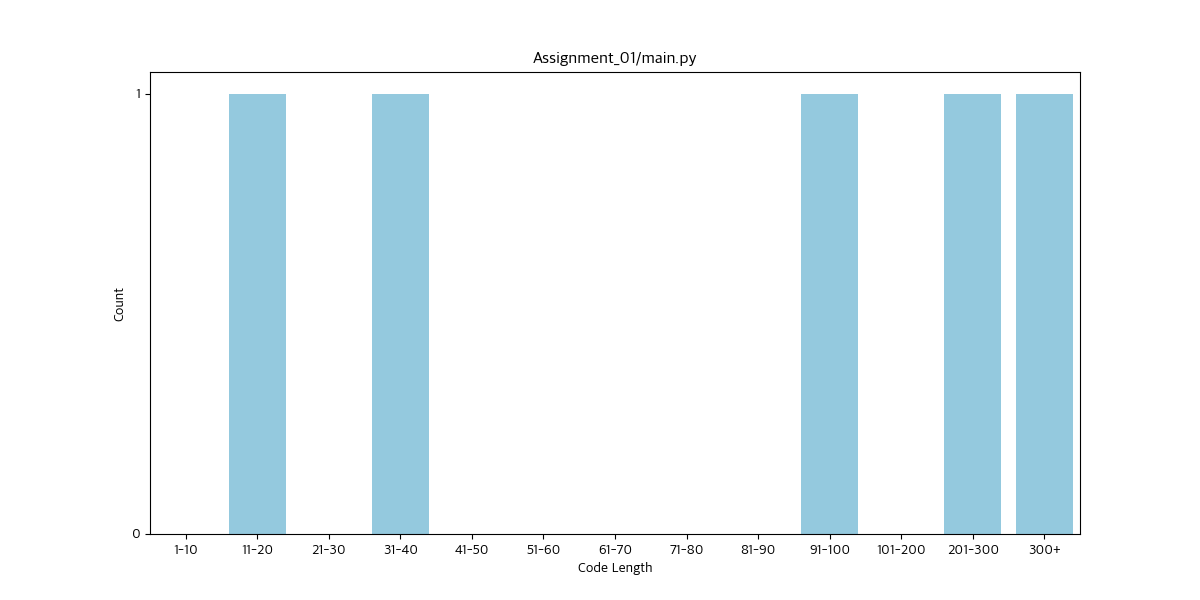 Assignment_01/main.py
1
Count
0
1-10 11-20 21-30 31-40 41-50 51-60 61-70 71-80 81-90 91-100 101-200 201-300 300+
Code Length